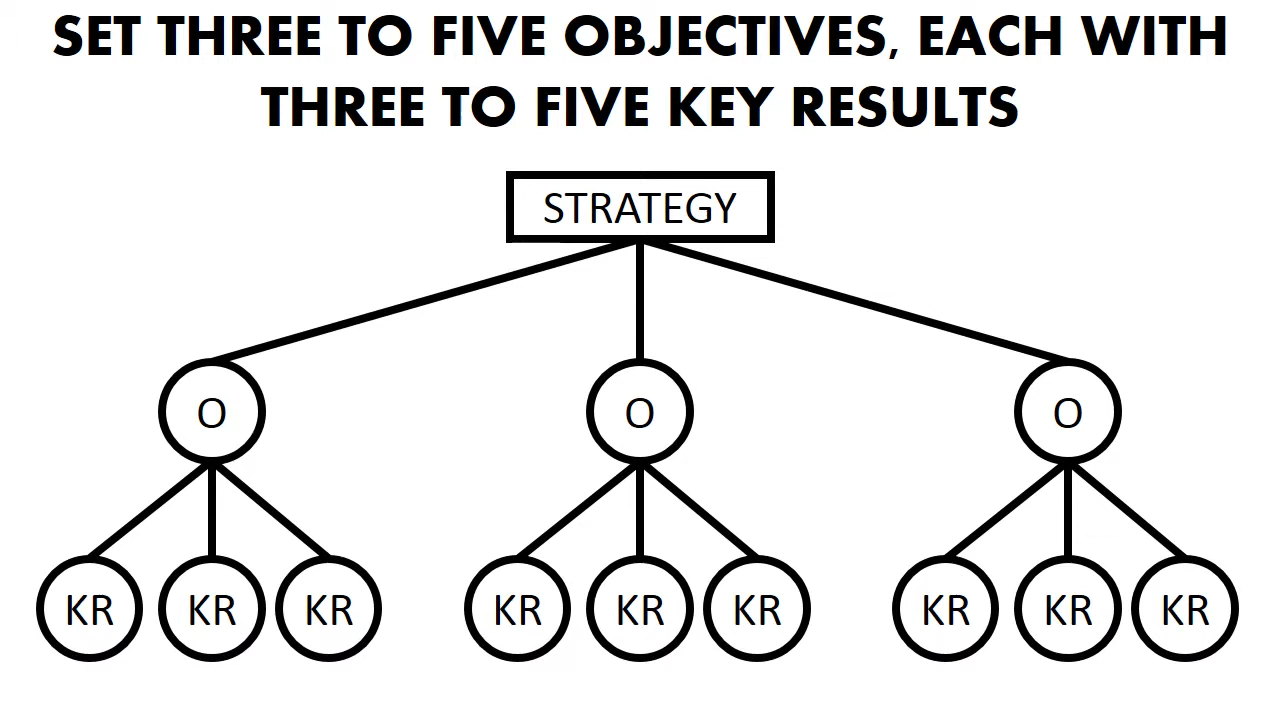 SET THREE TO FIVE OBJECTIVES, EACH WITH
THREE TO FIVE KEY RESULTS
STRATEGY
O O O
KR KR KR KR KR KR KR KR KR